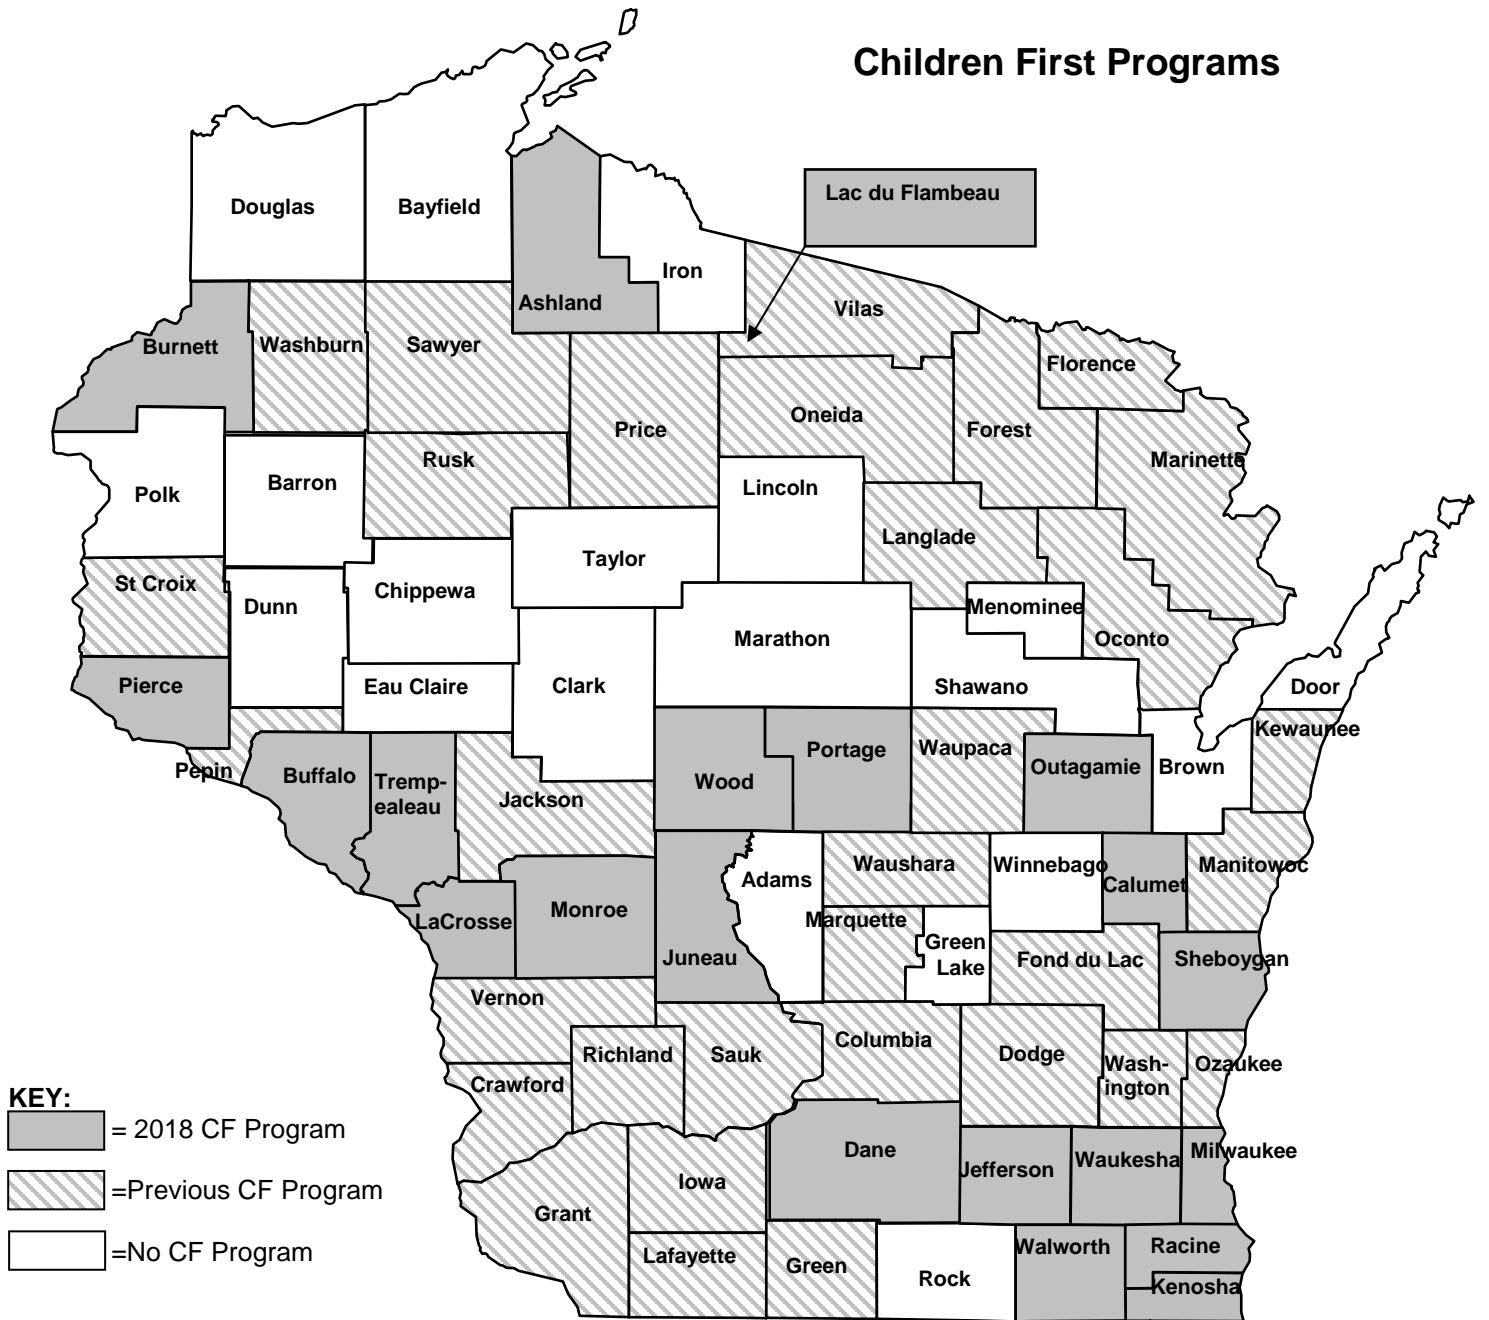 Children First Programs
Lac du Flambeau
Douglas
Bayfield
Iron
Ashland
Vilas
Burnett
Washburn
Sawyer
Florence
Price
Oneida
Forest
Rusk
Marinette
Polk
Barron
Lincoln
Langlade
Taylor
St Croix
Dunn
Chippewa
Menominee
Marathon
Oconto
Pierce
Eau Claire
Clark
Shawano
Door
Kewaunee
Pepin
Buffalo
Tremp-
ealeau
Jackson
Wood
Portage
Waupaca
Outagamie
Brown
Adams
Waushara
Winnebago
Calumet
Manitowoc
LaCrosse
Monroe
Juneau
Marquette
Green
Lake
Fond du Lac
Sheboygan
Vernon
Richland
Sauk
Columbia
Dodge
Wash-
ington
Ozaukee
Crawford
Dane
Jefferson
Waukesha
Milwaukee
Iowa
Grant
Lafayette
Green
Rock
Walworth
Racine
Kenosha
KEY:
= 2018 CF Program
=Previous CF Program
=No CF Program